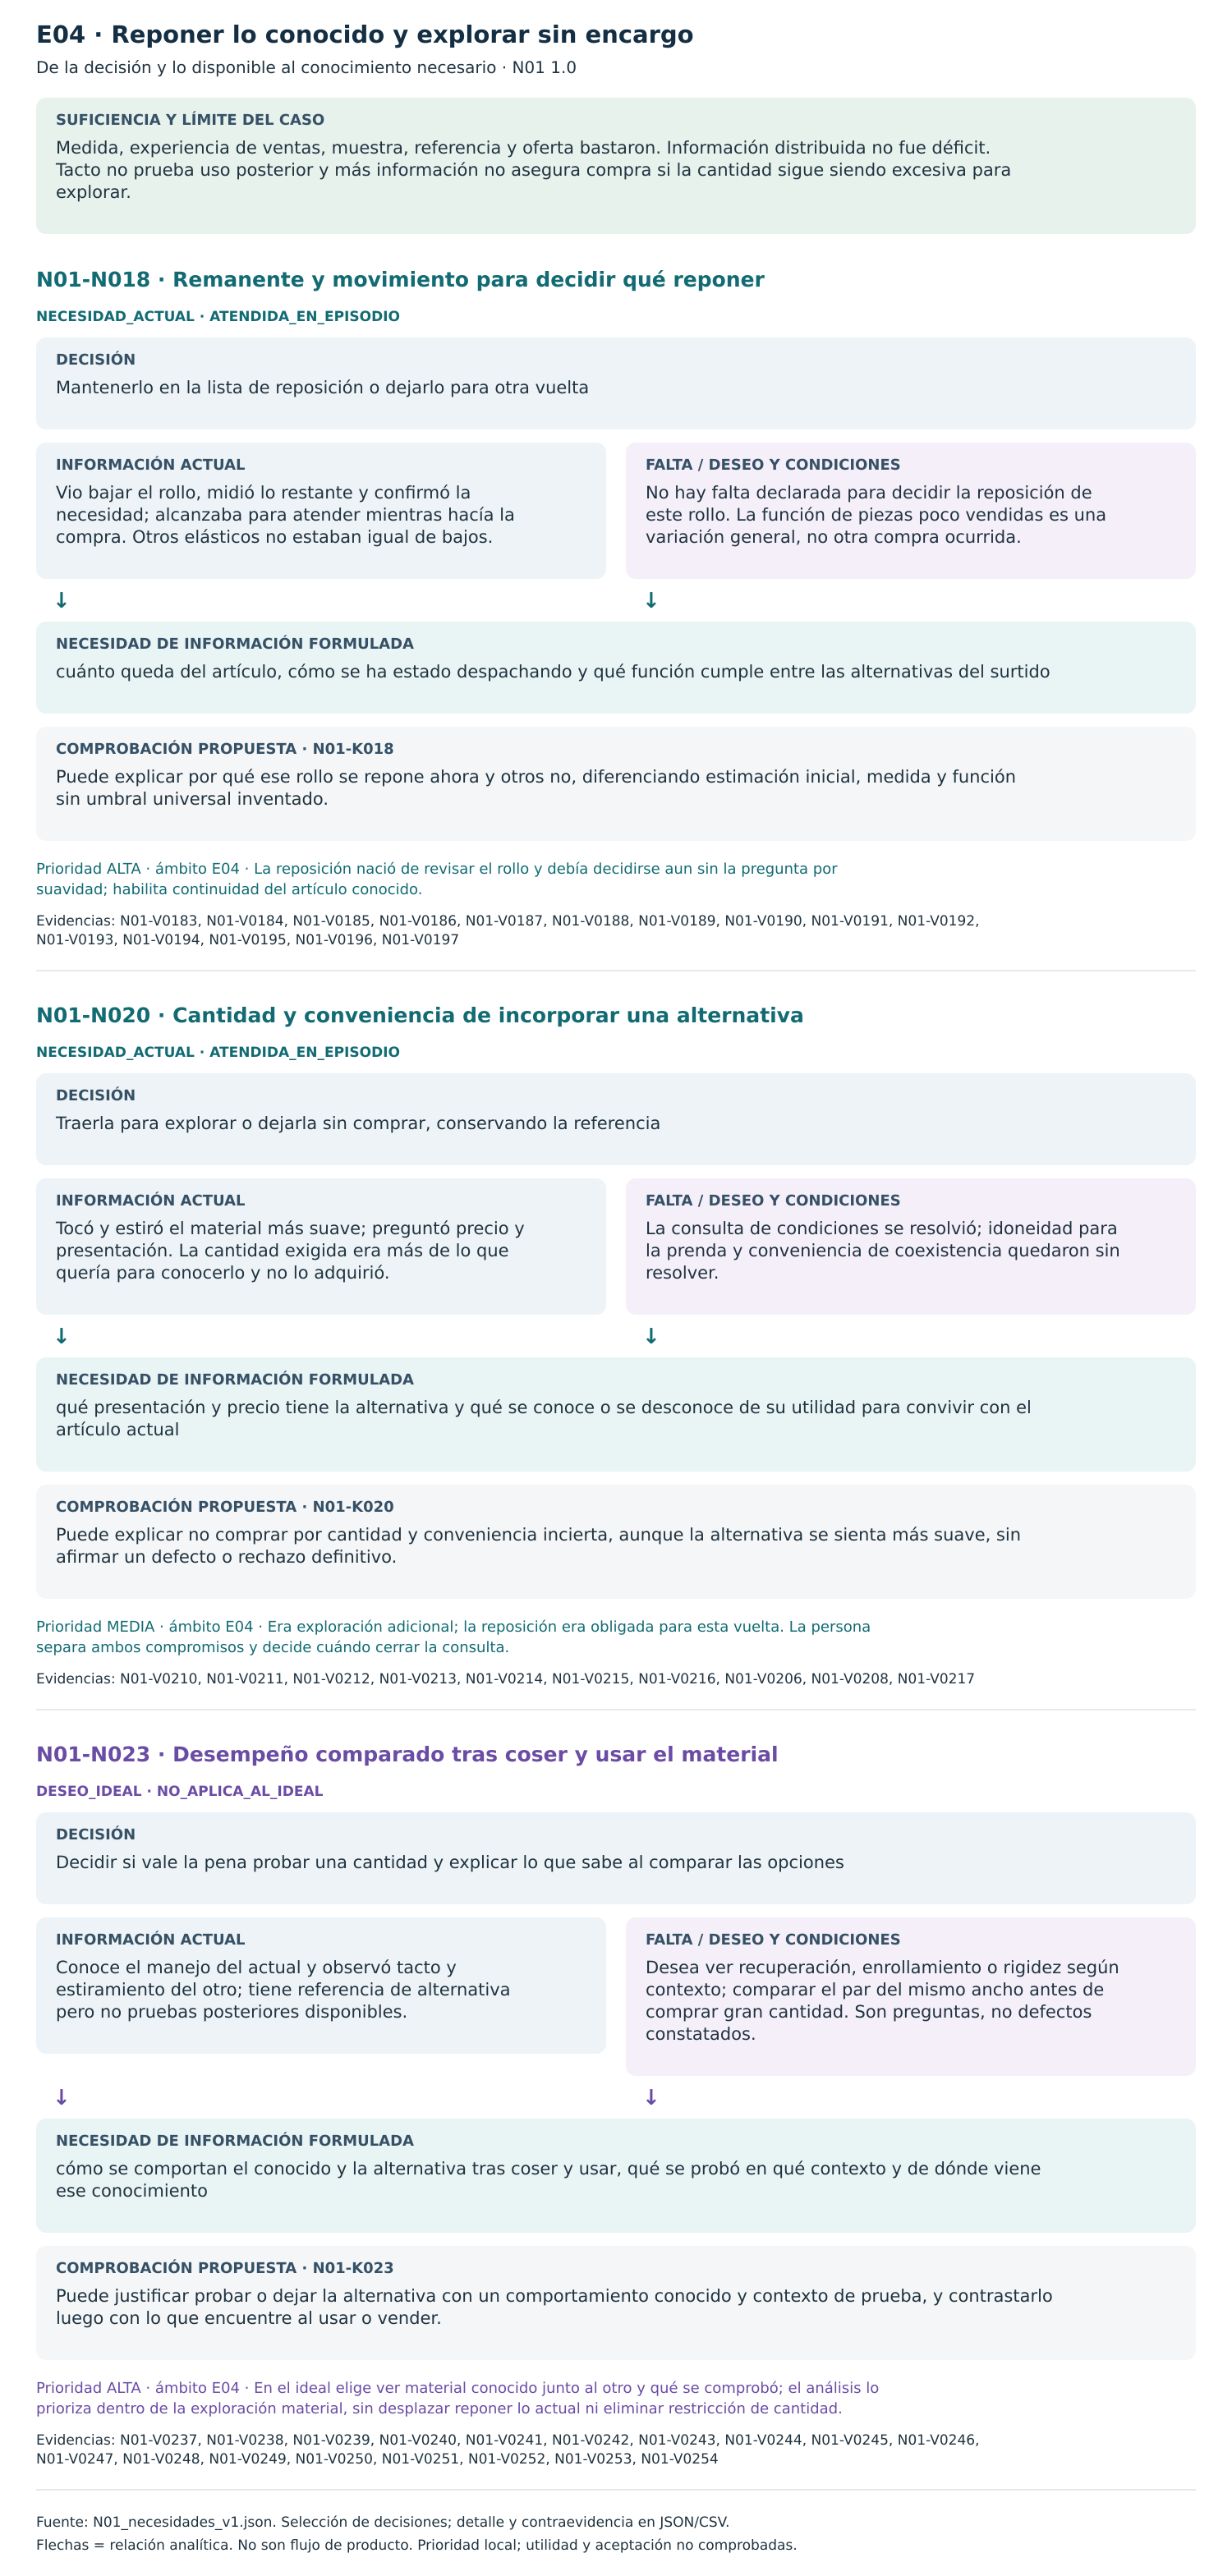 E04 · Reponer lo conocido y explorar sin encargo
De la decisión y lo disponible al conocimiento necesario · N01 1.0
SUFICIENCIA Y LÍMITE DEL CASO
Medida, experiencia de ventas, muestra, referencia y oferta bastaron. Información distribuida no fue déficit.
Tacto no prueba uso posterior y más información no asegura compra si la cantidad sigue siendo excesiva para
explorar.
N01-N018 · Remanente y movimiento para decidir qué reponer
NECESIDAD_ACTUAL · ATENDIDA_EN_EPISODIO
DECISIÓN
Mantenerlo en la lista de reposición o dejarlo para otra vuelta
INFORMACIÓN ACTUAL
Vio bajar el rollo, midió lo restante y confirmó la
necesidad; alcanzaba para atender mientras hacía la
compra. Otros elásticos no estaban igual de bajos.
FALTA / DESEO Y CONDICIONES
No hay falta declarada para decidir la reposición de
este rollo. La función de piezas poco vendidas es una
variación general, no otra compra ocurrida.
↓
↓
NECESIDAD DE INFORMACIÓN FORMULADA
cuánto queda del artículo, cómo se ha estado despachando y qué función cumple entre las alternativas del surtido
COMPROBACIÓN PROPUESTA · N01-K018
Puede explicar por qué ese rollo se repone ahora y otros no, diferenciando estimación inicial, medida y función
sin umbral universal inventado.
Prioridad ALTA · ámbito E04 · La reposición nació de revisar el rollo y debía decidirse aun sin la pregunta por
suavidad; habilita continuidad del artículo conocido.
Evidencias: N01-V0183, N01-V0184, N01-V0185, N01-V0186, N01-V0187, N01-V0188, N01-V0189, N01-V0190, N01-V0191, N01-V0192,
N01-V0193, N01-V0194, N01-V0195, N01-V0196, N01-V0197
N01-N020 · Cantidad y conveniencia de incorporar una alternativa
NECESIDAD_ACTUAL · ATENDIDA_EN_EPISODIO
DECISIÓN
Traerla para explorar o dejarla sin comprar, conservando la referencia
INFORMACIÓN ACTUAL
Tocó y estiró el material más suave; preguntó precio y
presentación. La cantidad exigida era más de lo que
quería para conocerlo y no lo adquirió.
FALTA / DESEO Y CONDICIONES
La consulta de condiciones se resolvió; idoneidad para
la prenda y conveniencia de coexistencia quedaron sin
resolver.
↓
↓
NECESIDAD DE INFORMACIÓN FORMULADA
qué presentación y precio tiene la alternativa y qué se conoce o se desconoce de su utilidad para convivir con el
artículo actual
COMPROBACIÓN PROPUESTA · N01-K020
Puede explicar no comprar por cantidad y conveniencia incierta, aunque la alternativa se sienta más suave, sin
afirmar un defecto o rechazo definitivo.
Prioridad MEDIA · ámbito E04 · Era exploración adicional; la reposición era obligada para esta vuelta. La persona
separa ambos compromisos y decide cuándo cerrar la consulta.
Evidencias: N01-V0210, N01-V0211, N01-V0212, N01-V0213, N01-V0214, N01-V0215, N01-V0216, N01-V0206, N01-V0208, N01-V0217
N01-N023 · Desempeño comparado tras coser y usar el material
DESEO_IDEAL · NO_APLICA_AL_IDEAL
DECISIÓN
Decidir si vale la pena probar una cantidad y explicar lo que sabe al comparar las opciones
INFORMACIÓN ACTUAL
Conoce el manejo del actual y observó tacto y
estiramiento del otro; tiene referencia de alternativa
pero no pruebas posteriores disponibles.
FALTA / DESEO Y CONDICIONES
Desea ver recuperación, enrollamiento o rigidez según
contexto; comparar el par del mismo ancho antes de
comprar gran cantidad. Son preguntas, no defectos
constatados.
↓
↓
NECESIDAD DE INFORMACIÓN FORMULADA
cómo se comportan el conocido y la alternativa tras coser y usar, qué se probó en qué contexto y de dónde viene
ese conocimiento
COMPROBACIÓN PROPUESTA · N01-K023
Puede justificar probar o dejar la alternativa con un comportamiento conocido y contexto de prueba, y contrastarlo
luego con lo que encuentre al usar o vender.
Prioridad ALTA · ámbito E04 · En el ideal elige ver material conocido junto al otro y qué se comprobó; el análisis lo
prioriza dentro de la exploración material, sin desplazar reponer lo actual ni eliminar restricción de cantidad.
Evidencias: N01-V0237, N01-V0238, N01-V0239, N01-V0240, N01-V0241, N01-V0242, N01-V0243, N01-V0244, N01-V0245, N01-V0246,
N01-V0247, N01-V0248, N01-V0249, N01-V0250, N01-V0251, N01-V0252, N01-V0253, N01-V0254
Fuente: N01_necesidades_v1.json. Selección de decisiones; detalle y contraevidencia en JSON/CSV.
Flechas = relación analítica. No son flujo de producto. Prioridad local; utilidad y aceptación no comprobadas.